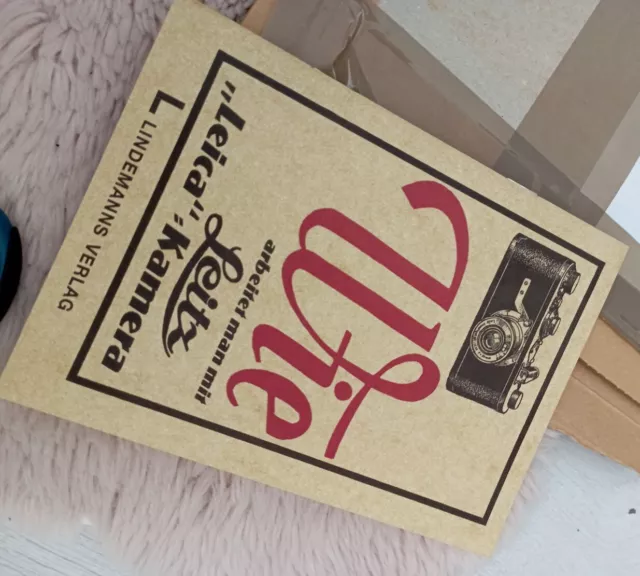 Wie
arbeitet man mit
Leitz
„Leica“=Kamera
L LINDEMANNS VERLAG